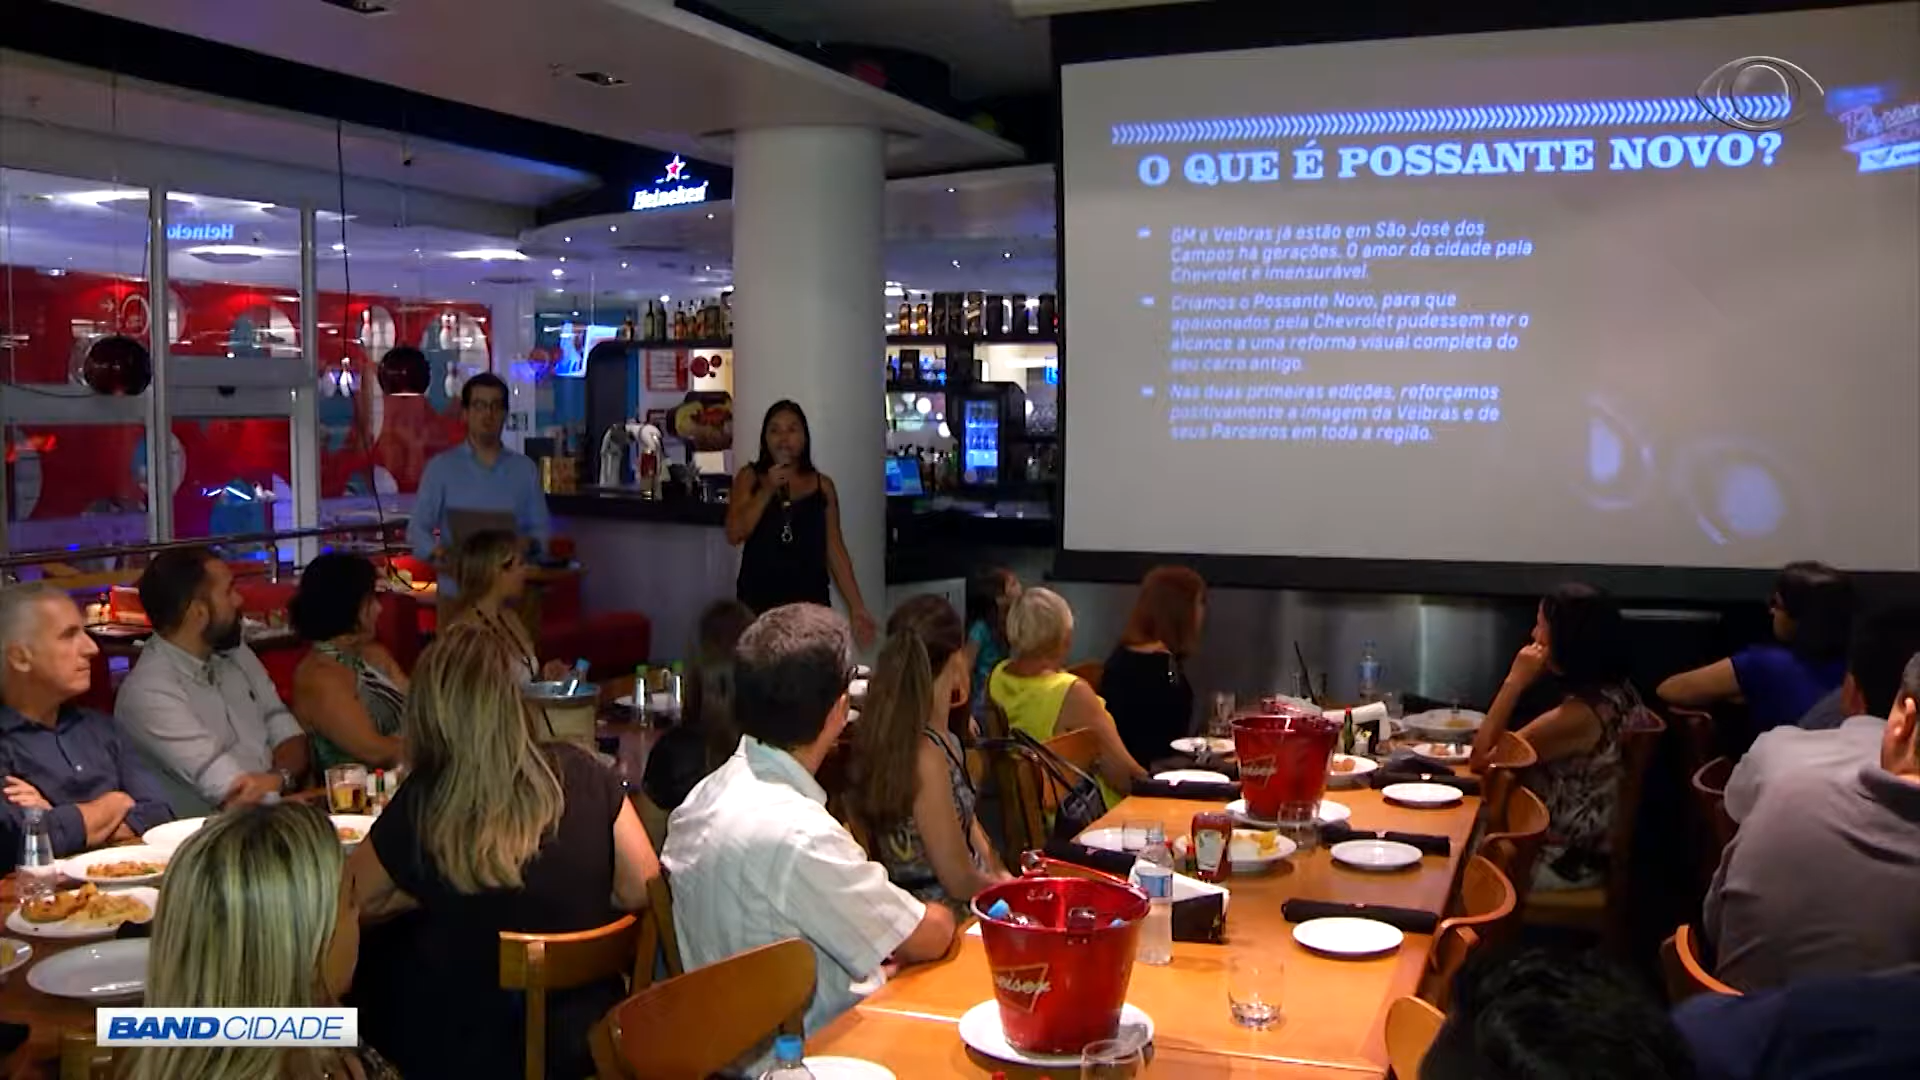 O QUE É POSSANTE NOVO?
GM e Veibras já estão em São José dos
Campos há gerações. O amor da cidade pela
Chevrolet é imensurável.
Criamos o Possante Novo, para que
apaixonados pela Chevrolet pudessem ter o
alcance a uma reforma visual completa do
seu carro antigo.
Nas duas primeiras edições, reforçamos
positivamente a imagem da Veibras e de
seus Parceiros em toda a região.
Heineken
BAND CIDADE